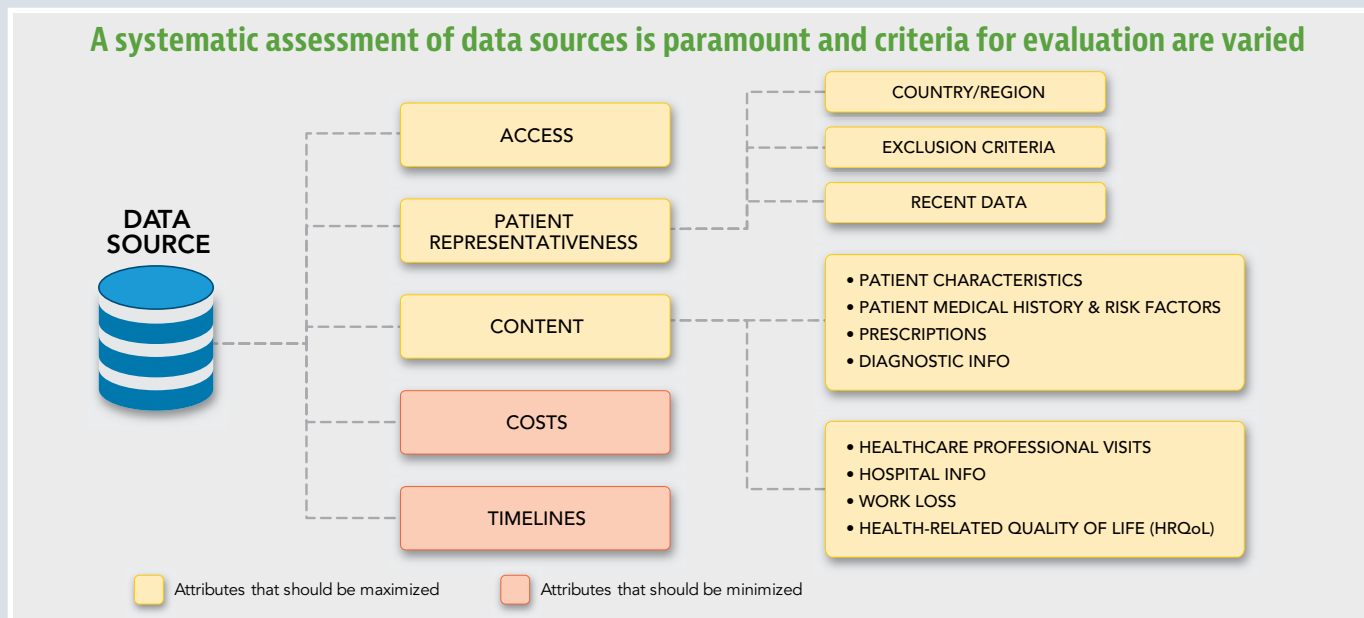 A systematic assessment of data sources is paramount and criteria for evaluation are varied
DATA
SOURCE
ACCESS
PATIENT
REPRESENTATIVENESS
CONTENT
COSTS
TIMELINES
COUNTRY/REGION
EXCLUSION CRITERIA
RECENT DATA
• PATIENT CHARACTERISTICS
• PATIENT MEDICAL HISTORY & RISK FACTORS
• PRESCRIPTIONS
• DIAGNOSTIC INFO
• HEALTHCARE PROFESSIONAL VISITS
• HOSPITAL INFO
• WORK LOSS
• HEALTH-RELATED QUALITY OF LIFE (HRQoL)
Attributes that should be maximized
Attributes that should be minimized